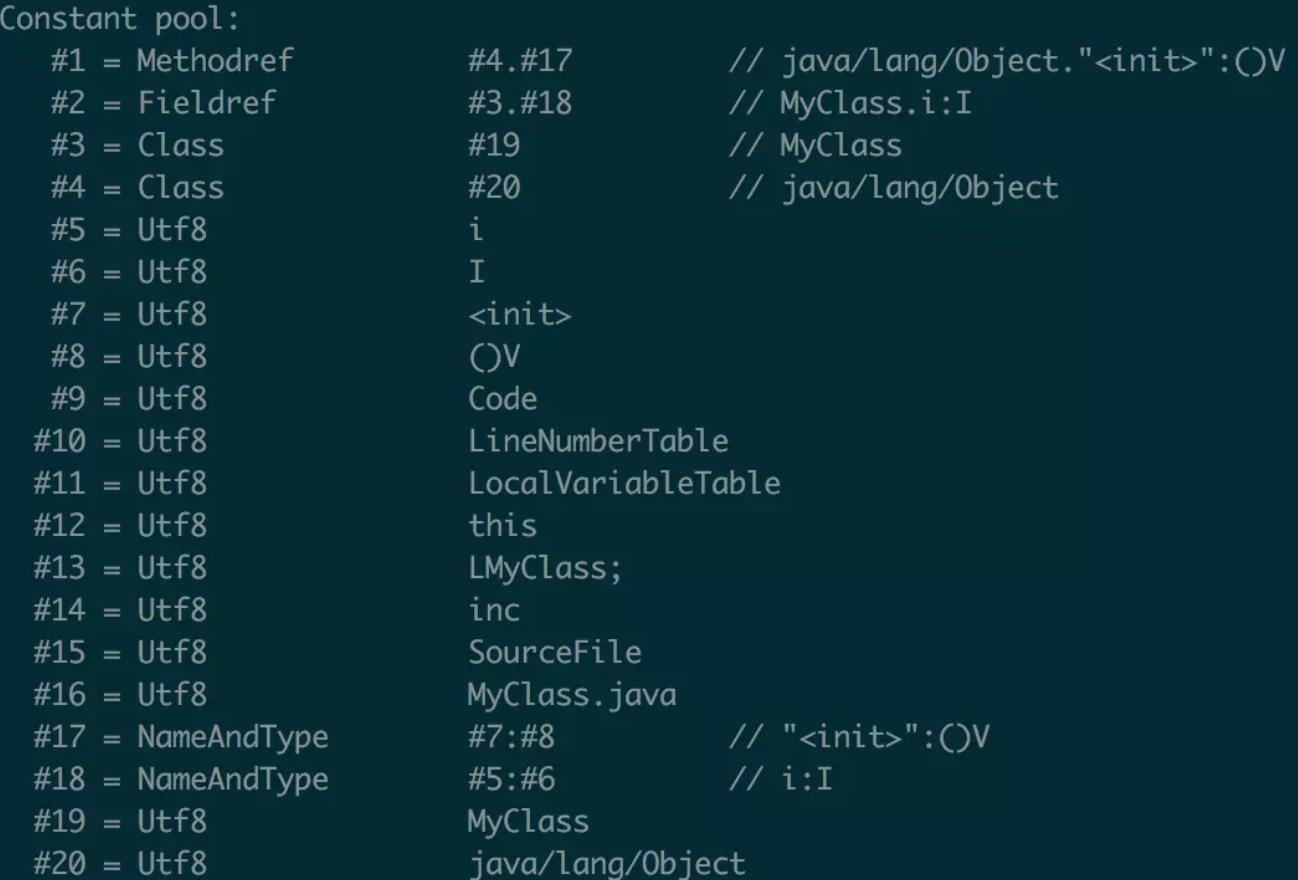 Constant pool:
   #1 = Methodref          #4.#17         // java/lang/Object."<init>":()V
   #2 = Fieldref           #3.#18         // MyClass.i:I
   #3 = Class              #19            // MyClass
   #4 = Class              #20            // java/lang/Object
   #5 = Utf8               i
   #6 = Utf8               I
   #7 = Utf8               <init>
   #8 = Utf8               ()V
   #9 = Utf8               Code
  #10 = Utf8               LineNumberTable
  #11 = Utf8               LocalVariableTable
  #12 = Utf8               this
  #13 = Utf8               LMyClass;
  #14 = Utf8               inc
  #15 = Utf8               SourceFile
  #16 = Utf8               MyClass.java
  #17 = NameAndType        #7:#8          // "<init>":()V
  #18 = NameAndType        #5:#6          // i:I
  #19 = Utf8               MyClass
  #20 = Utf8               java/lang/Object